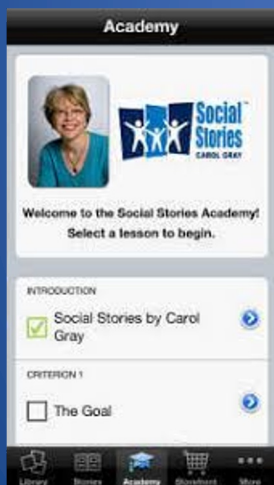 Academy
Social
Stories™
CAROL GRAY
Welcome to the Social Stories Academy!
Select a lesson to begin.
INTRODUCTION
Social Stories by Carol
Gray
CRITERION 1
The Goal
Library Stories Academy Storefront More